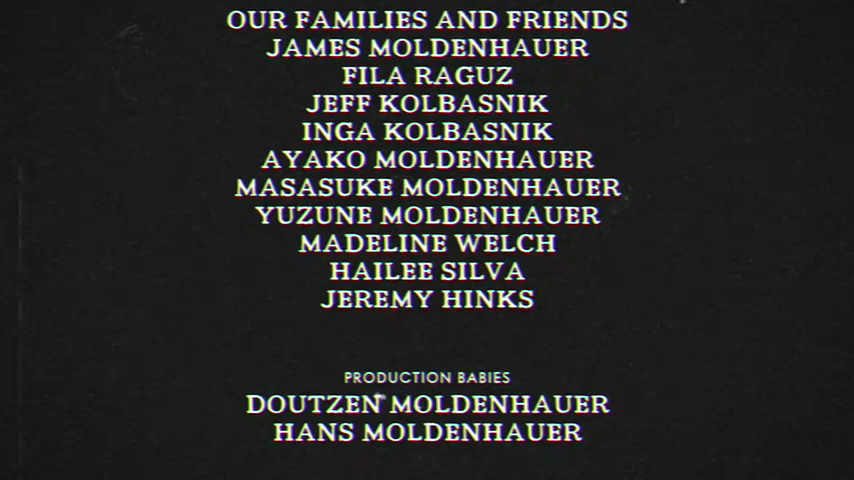 OUR FAMILIES AND FRIENDS
JAMES MOLDENHAUER
FILA RAGUZ
JEFF KOLBASNIK
INGA KOLBASNIK
AYAKO MOLDENHAUER
MASASUKE MOLDENHAUER
YUZUNE MOLDENHAUER
MADELINE WELCH
HAILEE SILVA
JEREMY HINKS
PRODUCTION BABIES
DOUTZEN MOLDENHAUER
HANS MOLDENHAUER